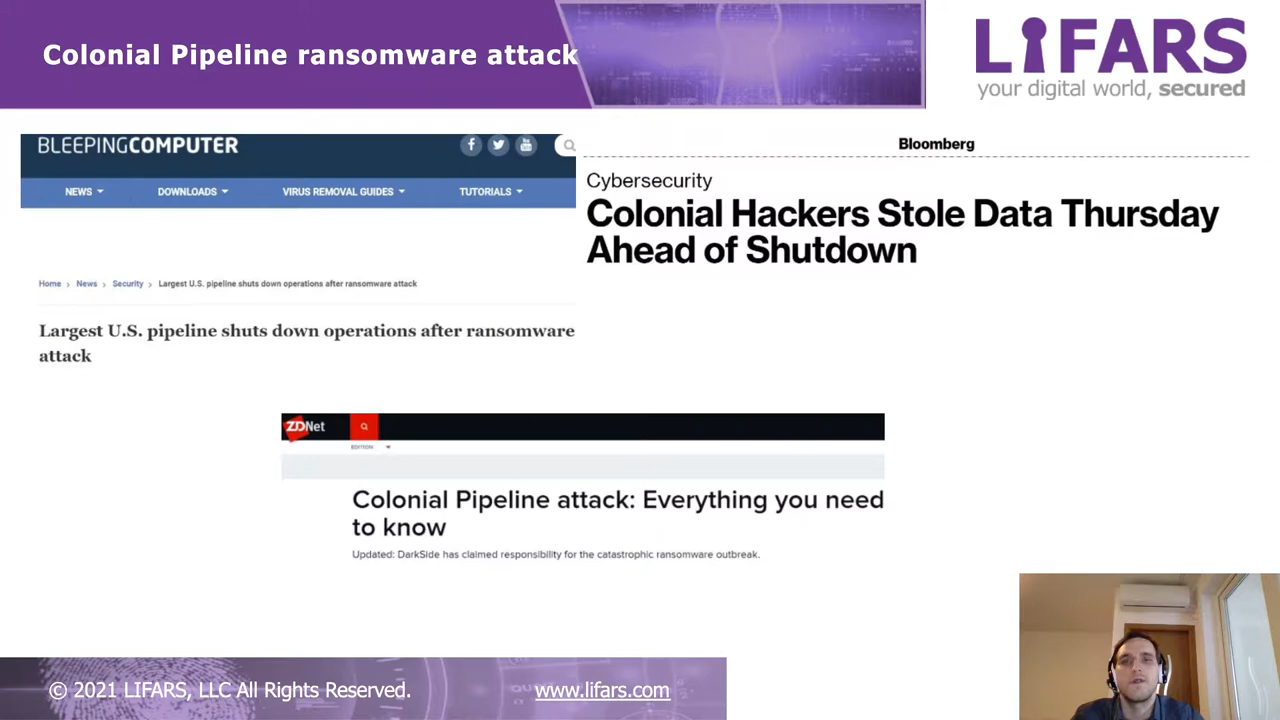 Colonial Pipeline ransomware attack
LIFARS
your digital world, secured
BLEEPINGCOMPUTER
NEWS
DOWNLOADS
VIRUS REMOVAL GUIDES
TUTORIALS
Home > News > Security > Largest U.S. pipeline shuts down operations after ransomware attack
Largest U.S. pipeline shuts down operations after ransomware
attack
Bloomberg
Cybersecurity
Colonial Hackers Stole Data Thursday
Ahead of Shutdown
ZDNet
EDITION
Colonial Pipeline attack: Everything you need
to know
Updated: DarkSide has claimed responsibility for the catastrophic ransomware outbreak.
© 2021 LIFARS, LLC All Rights Reserved.
www.lifars.com